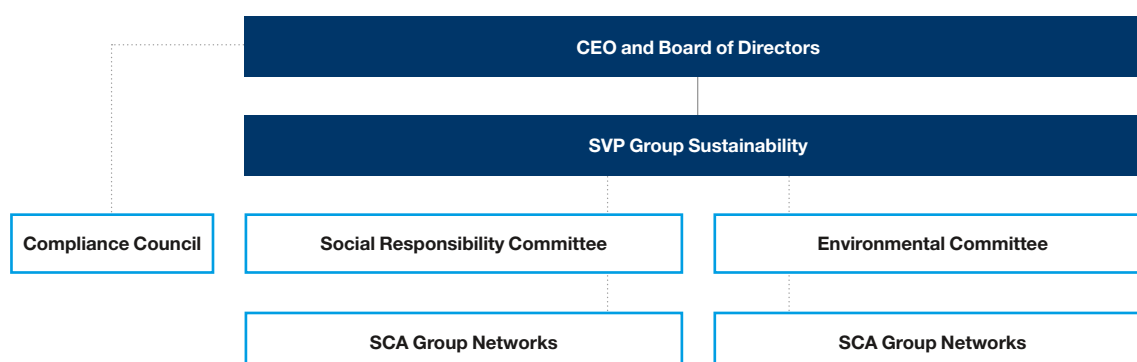 CEO and Board of Directors
SVP Group Sustainability
Compliance Council
Social Responsibility Committee
Environmental Committee
SCA Group Networks
SCA Group Networks